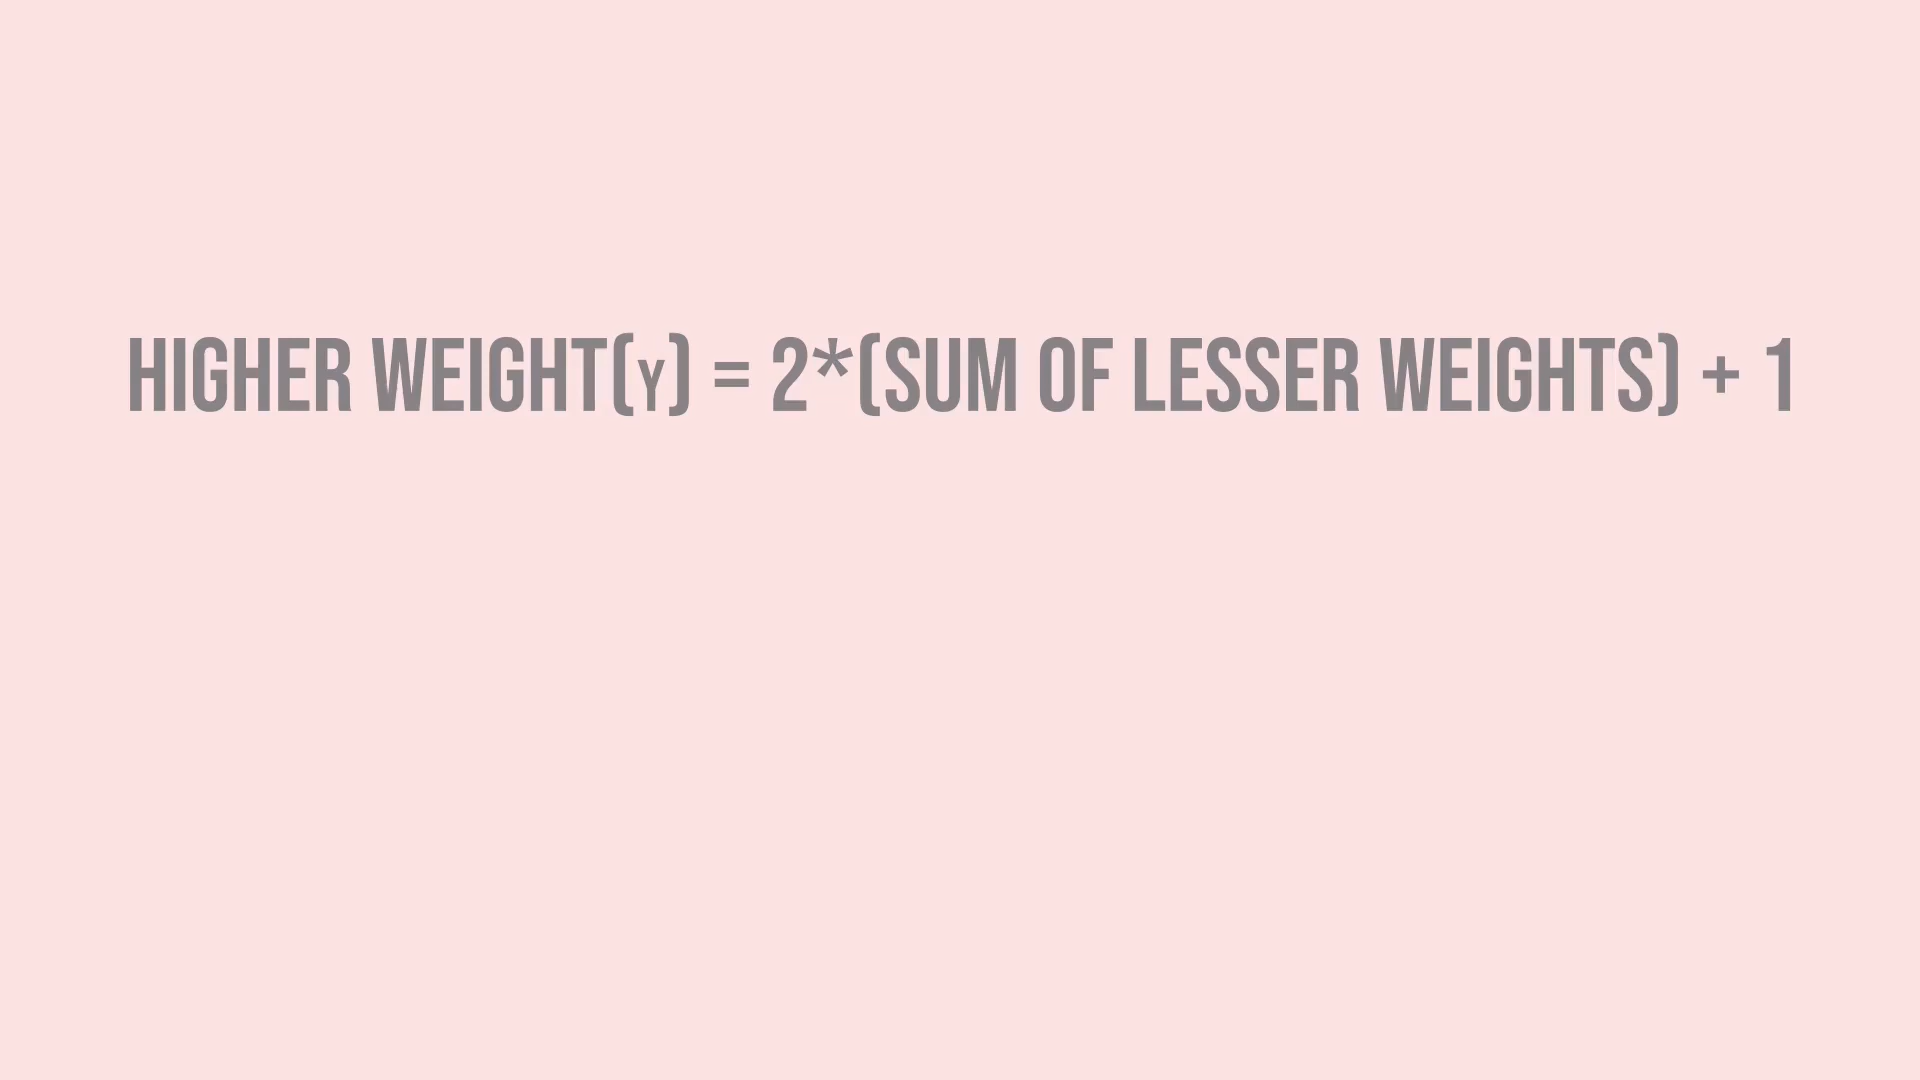 HIGHER WEIGHT(Y) = 2*(SUM OF LESSER WEIGHTS) + 1